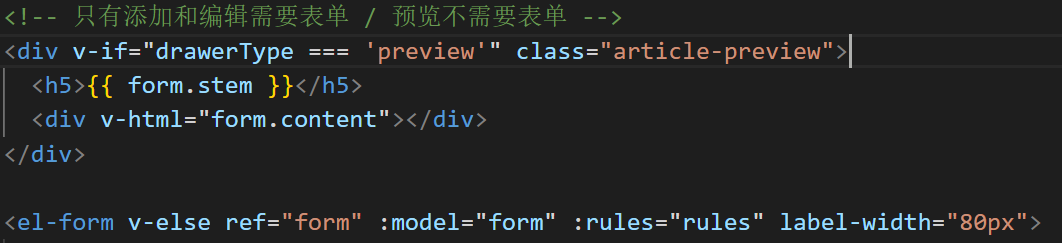 <!-- 只有添加和编辑需要表单 / 预览不需要表单 -->
<div v-if="drawerType === 'preview'" class="article-preview">
<h5>{{ form.stem }}</h5>
<div v-html="form.content"></div>
</div>
<el-form v-else ref="form" :model="form" :rules="rules" label-width="80px">